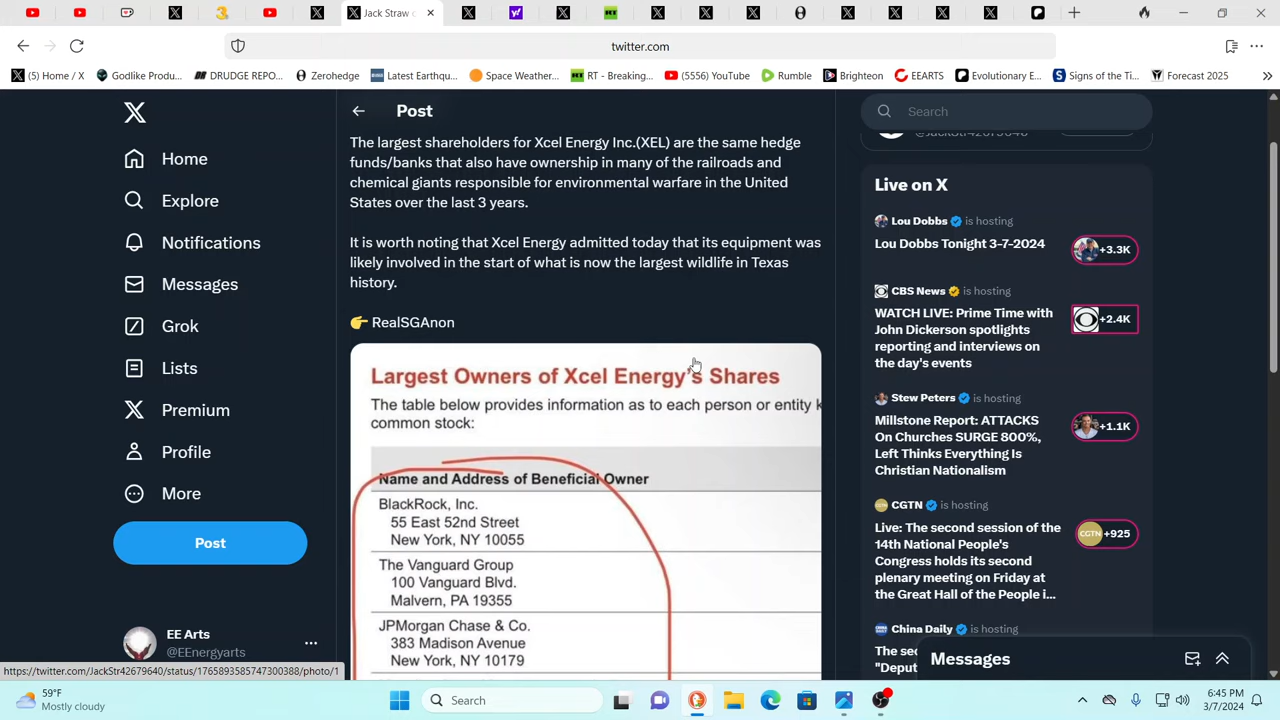 Jack Straw c
twitter.com
(5) Home / X
Godlike Produ...
DRUDGE REPO...
Zerohedge
Latest Earthqu...
Space Weather...
RT - Breaking...
(5556) YouTube
Rumble
Brighteon
EEARTS
Evolutionary E...
Signs of the Ti...
Forecast 2025
Home
Explore
Notifications
Messages
Grok
Lists
Premium
Profile
More
Post
EE Arts
@EEnergyarts
https://twitter.com/JackStr42679640/status/1765893585747300388/photo/1
Post
The largest shareholders for Xcel Energy Inc.(XEL) are the same hedge
funds/banks that also have ownership in many of the railroads and
chemical giants responsible for environmental warfare in the United
States over the last 3 years.
It is worth noting that Xcel Energy admitted today that its equipment was
likely involved in the start of what is now the largest wildlife in Texas
history.
👉 RealSGAnon
Largest Owners of Xcel Energy's Shares
The table below provides information as to each person or entity k
common stock:
Name and Address of Beneficial Owner
BlackRock, Inc.
55 East 52nd Street
New York, NY 10055
The Vanguard Group
100 Vanguard Blvd.
Malvern, PA 19355
JPMorgan Chase & Co.
383 Madison Avenue
New York, NY 10179
Search
@JackStr42679640
Live on X
Lou Dobbs is hosting
Lou Dobbs Tonight 3-7-2024
+3.3K
CBS News is hosting
WATCH LIVE: Prime Time with
John Dickerson spotlights
reporting and interviews on
the day's events
+2.4K
Stew Peters is hosting
Millstone Report: ATTACKS
On Churches SURGE 800%,
Left Thinks Everything Is
Christian Nationalism
+1.1K
CGTN is hosting
Live: The second session of the
14th National People's
Congress holds its second
plenary meeting on Friday at
the Great Hall of the People i...
CGTN +925
China Daily is hosting
The sec
"Deput
Messages
59°F
Mostly cloudy
Search
6:45 PM
3/7/2024